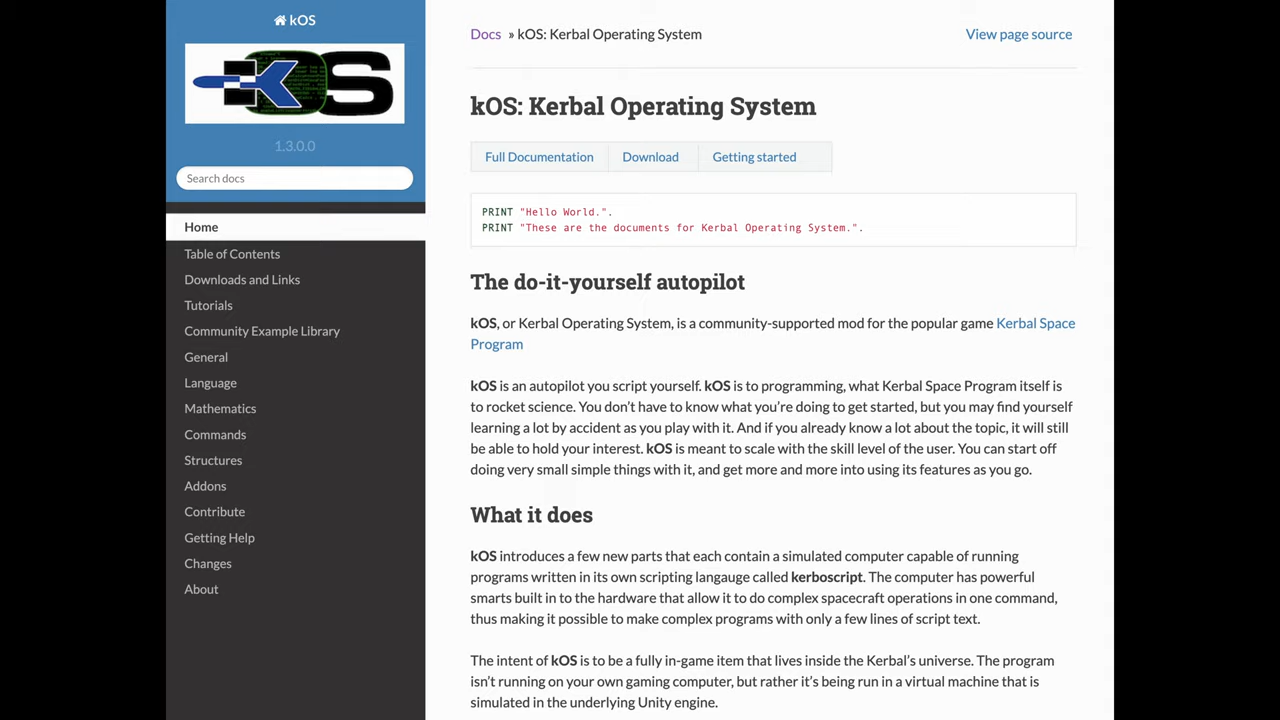 kOS
kOS
1.3.0.0
Search docs
Home
Table of Contents
Downloads and Links
Tutorials
Community Example Library
General
Language
Mathematics
Commands
Structures
Addons
Contribute
Getting Help
Changes
About
Docs » kOS: Kerbal Operating System
View page source
kOS: Kerbal Operating System
Full Documentation
Download
Getting started
PRINT "Hello World.".
PRINT "These are the documents for Kerbal Operating System.".
The do-it-yourself autopilot
kOS, or Kerbal Operating System, is a community-supported mod for the popular game Kerbal Space
Program
kOS is an autopilot you script yourself. kOS is to programming, what Kerbal Space Program itself is
to rocket science. You don't have to know what you're doing to get started, but you may find yourself
learning a lot by accident as you play with it. And if you already know a lot about the topic, it will still
be able to hold your interest. kOS is meant to scale with the skill level of the user. You can start off
doing very small simple things with it, and get more and more into using its features as you go.
What it does
kOS introduces a few new parts that each contain a simulated computer capable of running
programs written in its own scripting langauge called kerboscript. The computer has powerful
smarts built in to the hardware that allow it to do complex spacecraft operations in one command,
thus making it possible to make complex programs with only a few lines of script text.
The intent of kOS is to be a fully in-game item that lives inside the Kerbal's universe. The program
isn't running on your own gaming computer, but rather it's being run in a virtual machine that is
simulated in the underlying Unity engine.